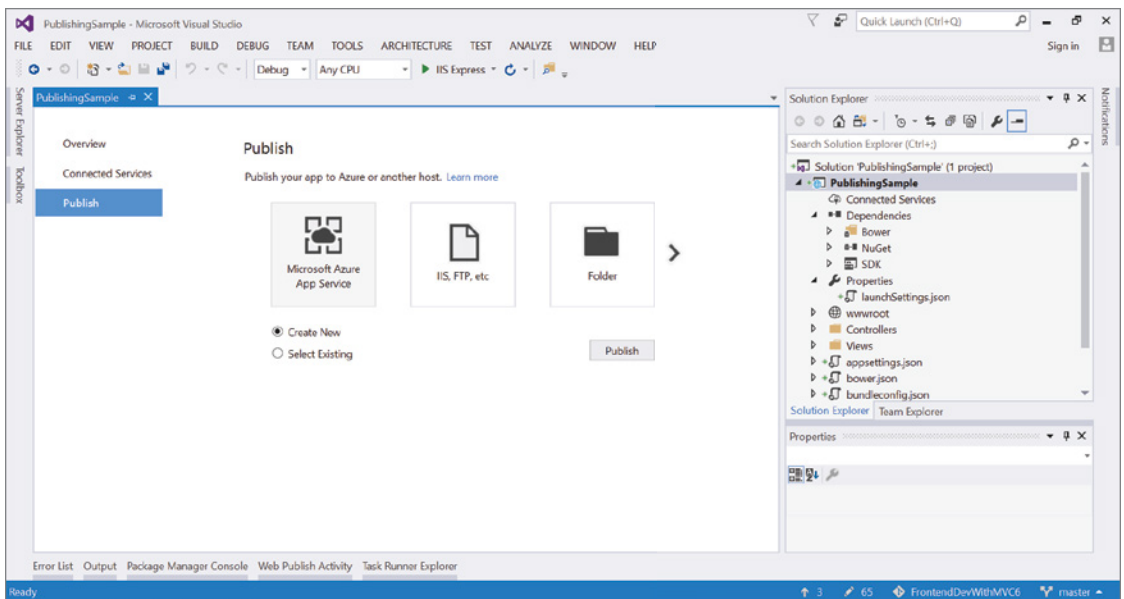 PublishingSample - Microsoft Visual Studio
Quick Launch (Ctrl+Q)
FILE EDIT VIEW PROJECT BUILD DEBUG TEAM TOOLS ARCHITECTURE TEST ANALYZE WINDOW HELP
Sign in
Debug Any CPU IIS Express
Server Explorer
Toolbox
PublishingSample
Overview
Connected Services
Publish
Publish
Publish your app to Azure or another host. Learn more
Microsoft Azure
App Service
IIS, FTP, etc
Folder
Create New
Select Existing
Publish
Solution Explorer
Search Solution Explorer (Ctrl+;)
Solution 'PublishingSample' (1 project)
PublishingSample
Connected Services
Dependencies
Bower
NuGet
SDK
Properties
launchSettings.json
wwwroot
Controllers
Views
appsettings.json
bower.json
bundleconfig.json
Solution Explorer Team Explorer
Properties
Notifications
Error List Output Package Manager Console Web Publish Activity Task Runner Explorer
Ready
3 65 FrontendDevWithMVC6 master